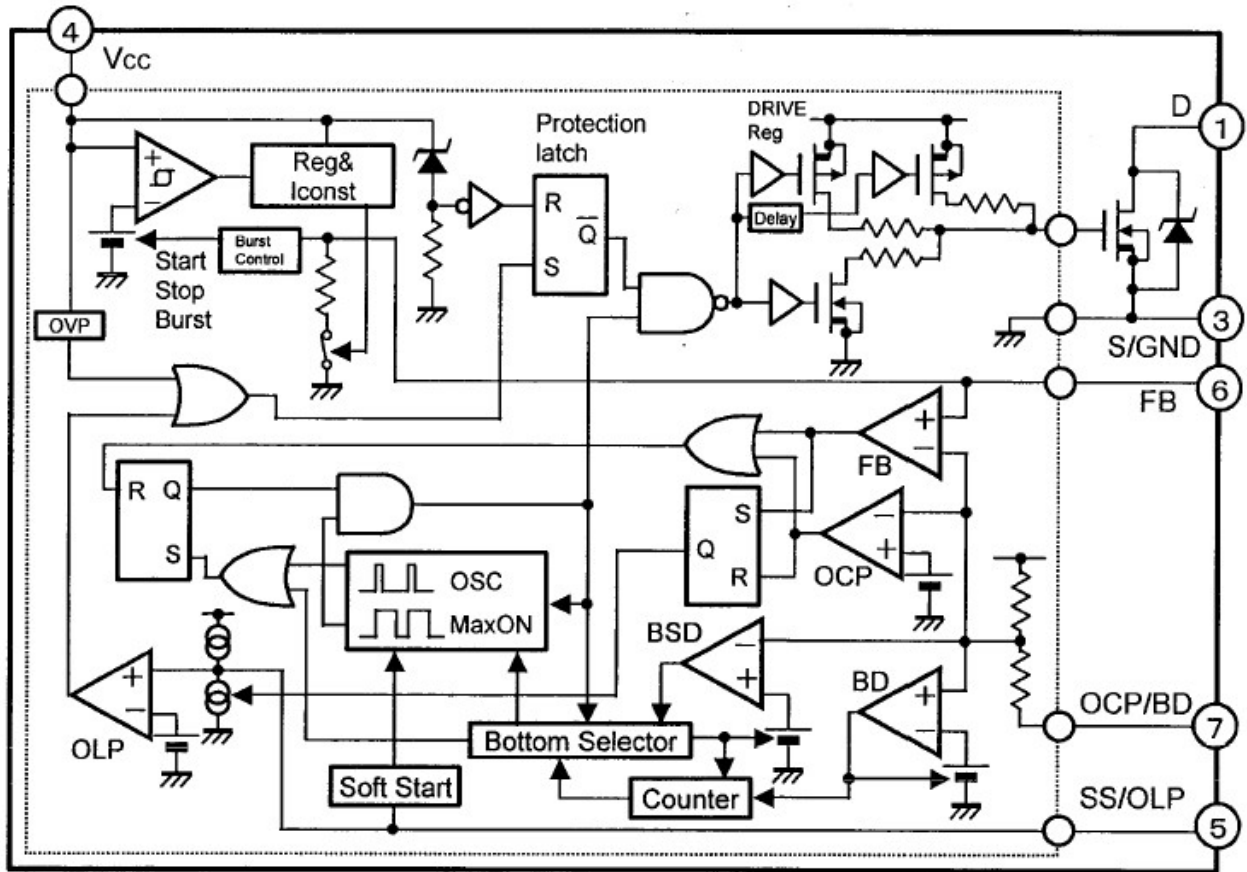 4
Vcc
D
1
DRIVE
Reg
Protection
latch
Reg&
Iconst
R
Q
S
Delay
Burst
Control
Start
Stop
Burst
OVP
3
S/GND
6
FB
FB
R
Q
S
S
Q
R
OCP
OSC
MaxON
BSD
BD
OLP
OCP/BD
7
Bottom Selector
Soft Start
Counter
SS/OLP
5